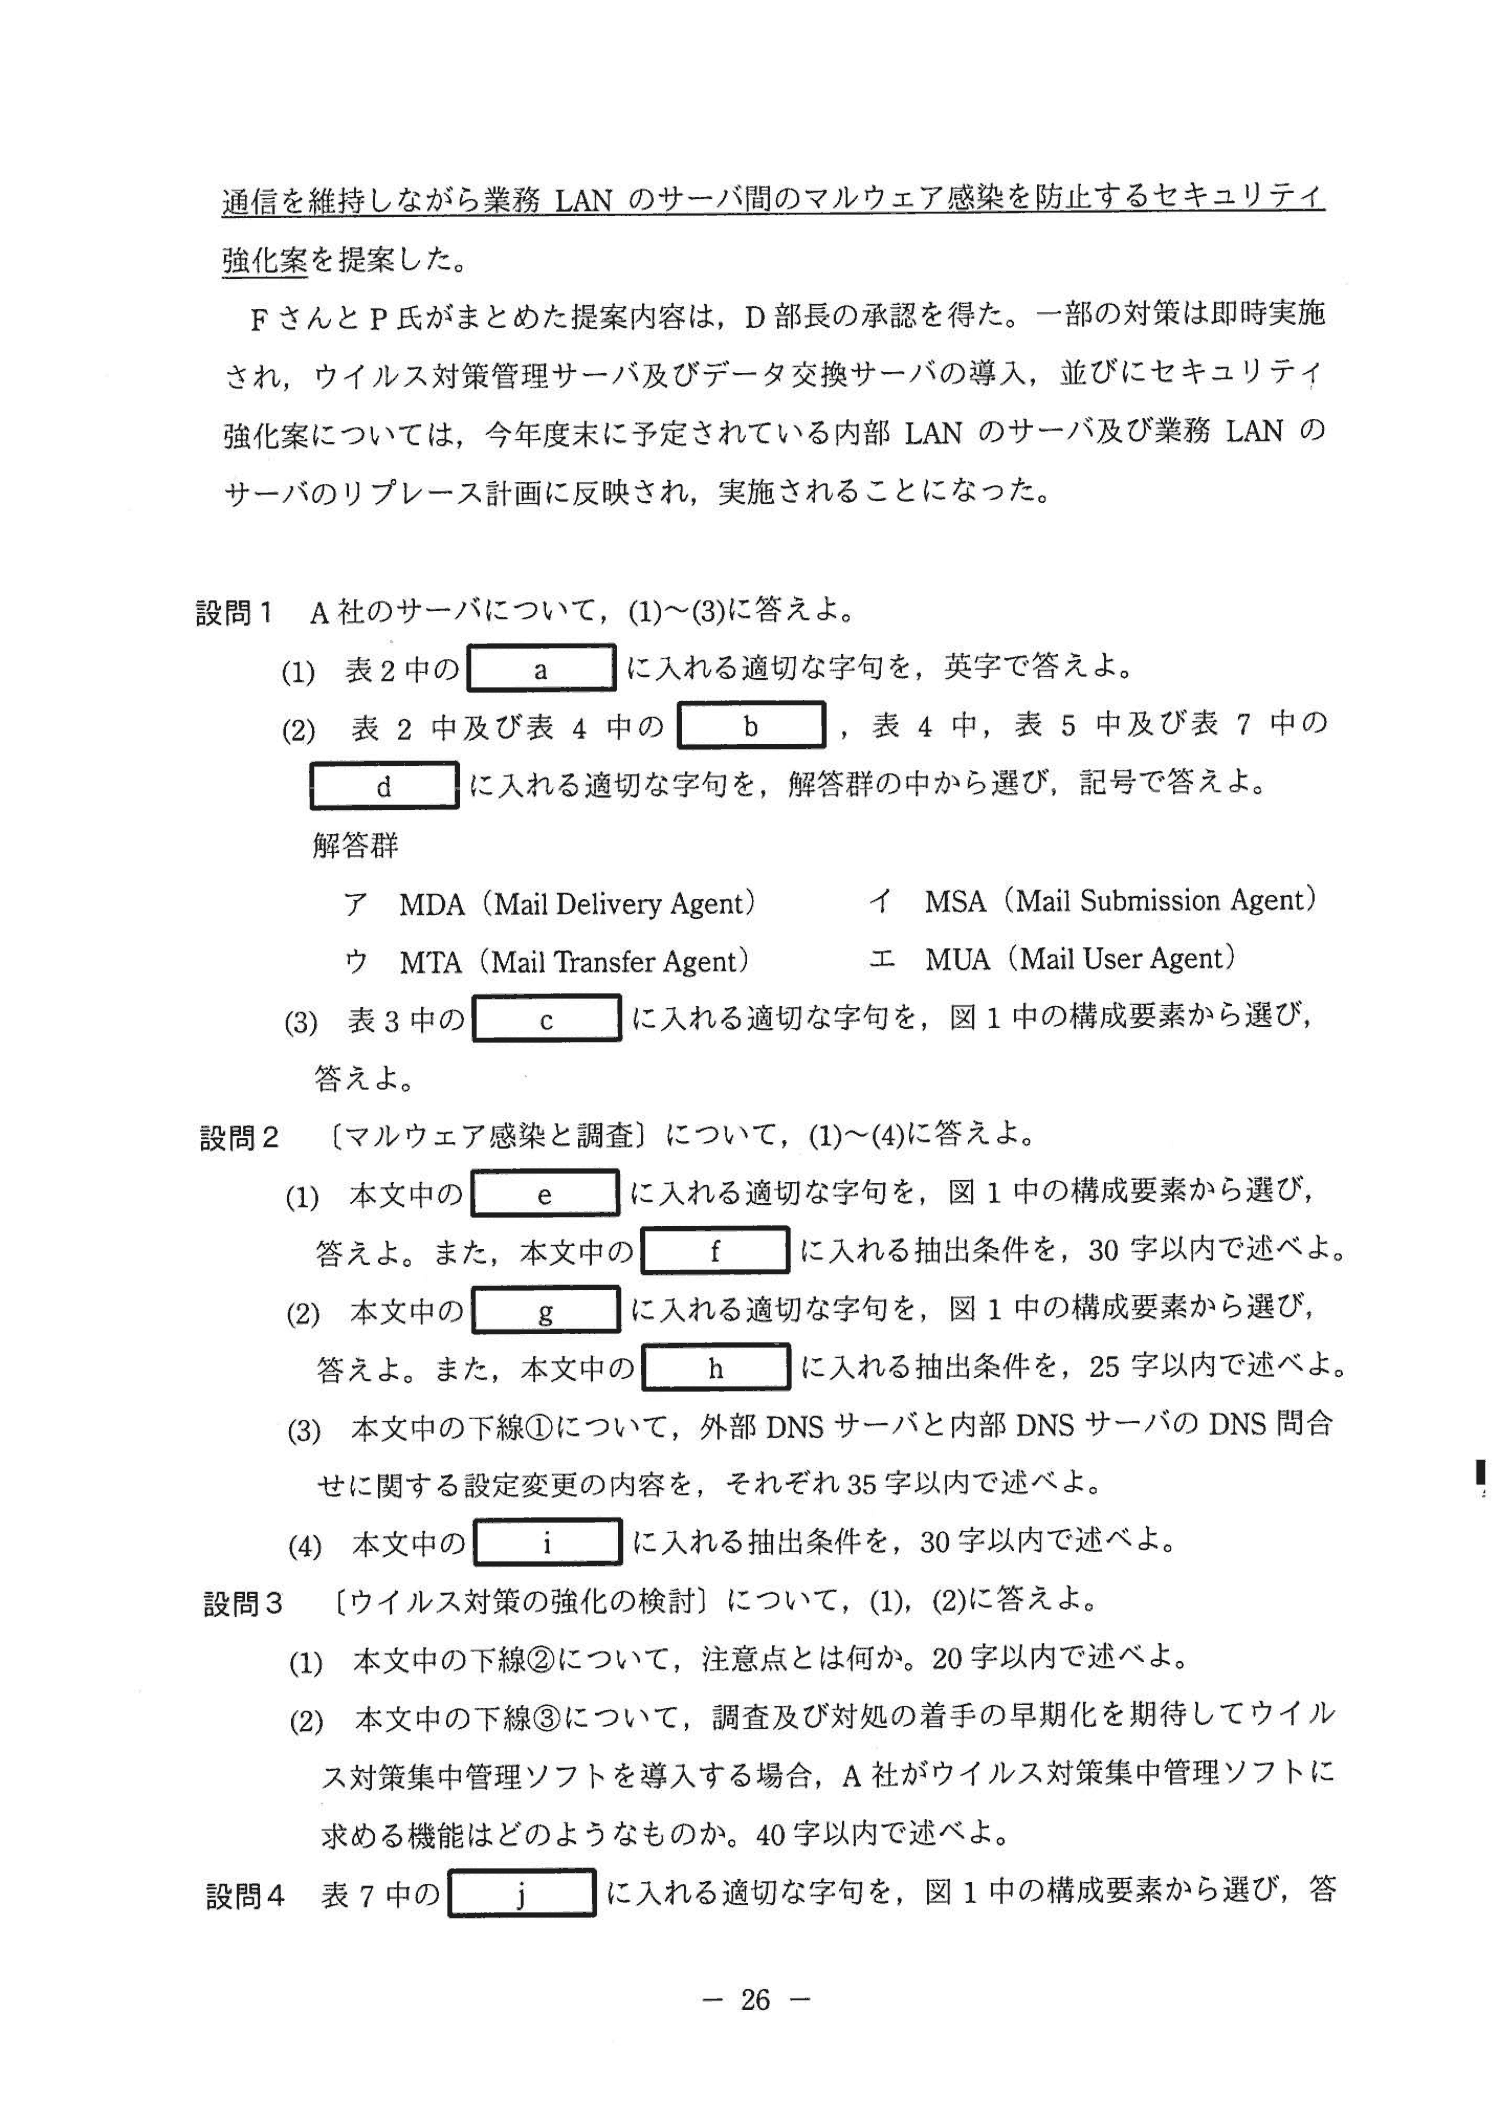 通信を維持しながら業務 LAN のサーバ間のマルウェア感染を防止するセキュリティ
強化案を提案した。
F さんと P 氏がまとめた提案内容は，D 部長の承認を得た。一部の対策は即時実施
され，ウイルス対策管理サーバ及びデータ交換サーバの導入，並びにセキュリティ
強化案については，今年度末に予定されている内部 LAN のサーバ及び業務 LAN の
サーバのリプレース計画に反映され，実施されることになった。
設問1 A 社のサーバについて，(1)～(3)に答えよ。
(1) 表 2 中の a に入れる適切な字句を，英字で答えよ。
(2) 表 2 中及び表 4 中の b ，表 4 中，表 5 中及び表 7 中の
d に入れる適切な字句を，解答群の中から選び，記号で答えよ。
解答群
ア MDA（Mail Delivery Agent） イ MSA（Mail Submission Agent）
ウ MTA（Mail Transfer Agent） エ MUA（Mail User Agent）
(3) 表 3 中の c に入れる適切な字句を，図 1 中の構成要素から選び，
答えよ。
設問2 〔マルウェア感染と調査〕について，(1)～(4)に答えよ。
(1) 本文中の e に入れる適切な字句を，図 1 中の構成要素から選び，
答えよ。また，本文中の f に入れる抽出条件を，30 字以内で述べよ。
(2) 本文中の g に入れる適切な字句を，図 1 中の構成要素から選び，
答えよ。また，本文中の h に入れる抽出条件を，25 字以内で述べよ。
(3) 本文中の下線①について，外部 DNS サーバと内部 DNS サーバの DNS 問合
せに関する設定変更の内容を，それぞれ 35 字以内で述べよ。
(4) 本文中の i に入れる抽出条件を，30 字以内で述べよ。
設問3 〔ウイルス対策の強化の検討〕について，(1)，(2)に答えよ。
(1) 本文中の下線②について，注意点とは何か。20 字以内で述べよ。
(2) 本文中の下線③について，調査及び対処の着手の早期化を期待してウイル
ス対策集中管理ソフトを導入する場合，A 社がウイルス対策集中管理ソフトに
求める機能はどのようなものか。40 字以内で述べよ。
設問4 表 7 中の j に入れる適切な字句を，図 1 中の構成要素から選び，答
－ 26 －